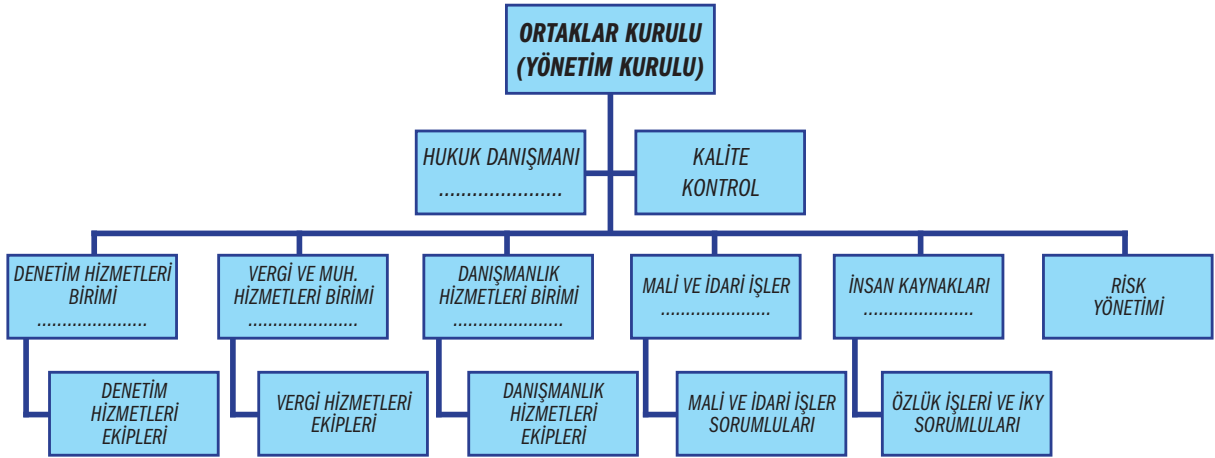 ORTAKLAR KURULU
(YÖNETİM KURULU)
HUKUK DANIŞMANI
......................
KALİTE
KONTROL
DENETİM HİZMETLERİ
BİRİMİ
......................
VERGİ VE MUH.
HİZMETLERİ BİRİMİ
......................
DANIŞMANLIK
HİZMETLERİ BİRİMİ
......................
MALİ VE İDARİ İŞLER
......................
İNSAN KAYNAKLARI
......................
RİSK
YÖNETİMİ
DENETİM
HİZMETLERİ
EKİPLERİ
VERGİ HİZMETLERİ
EKİPLERİ
DANIŞMANLIK
HİZMETLERİ
EKİPLERİ
MALİ VE İDARİ İŞLER
SORUMLULARI
ÖZLÜK İŞLERİ VE İKY
SORUMLULARI